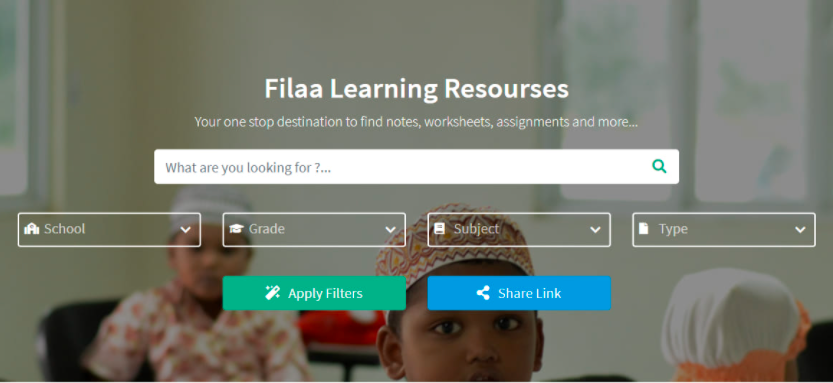 Filaa Learning Resourses
Your one stop destination to find notes, worksheets, assignments and more...
What are you looking for ?...
School Grade Subject Type
Apply Filters Share Link